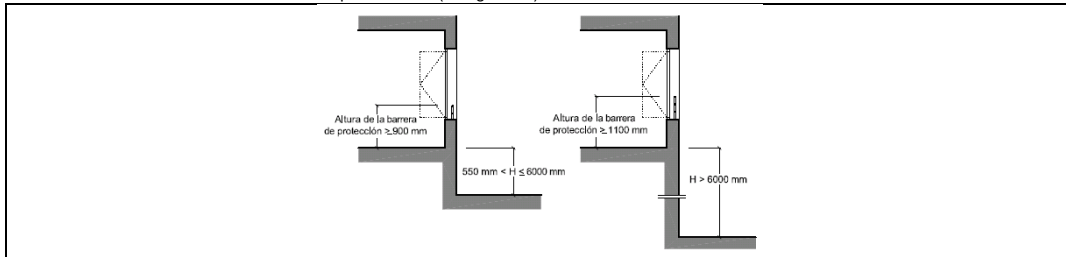 Altura de la barrera
de protección ≥900 mm
550 mm < H ≤ 6000 mm
Altura de la barrera
de protección ≥ 1100 mm
H > 6000 mm